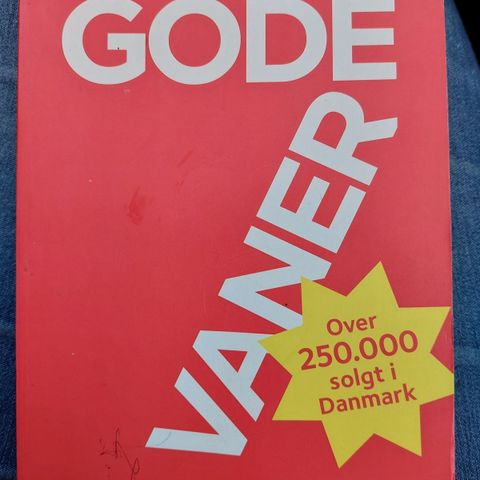 GODE
VANER
Over
250.000
solgt i
Danmark